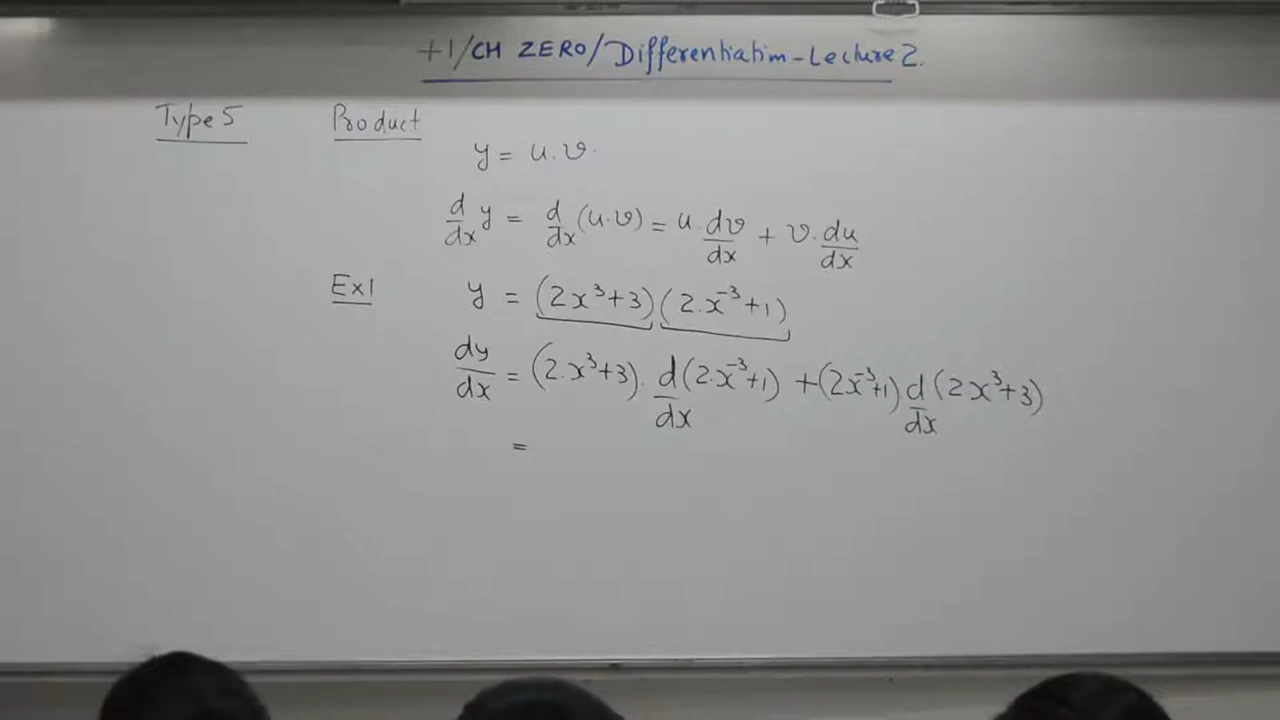 +1/CH ZERO/Differentiation-Lecture 2.
Type 5 Product
y = u.v.
d/dx y = d/dx (u.v) = u.dv/dx + v.du/dx
Ex1 y = (2x³+3)(2.x⁻³+1)
dy/dx = (2.x³+3). d/dx (2.x⁻³+1) + (2x⁻³+1) d/dx (2x³+3)
=